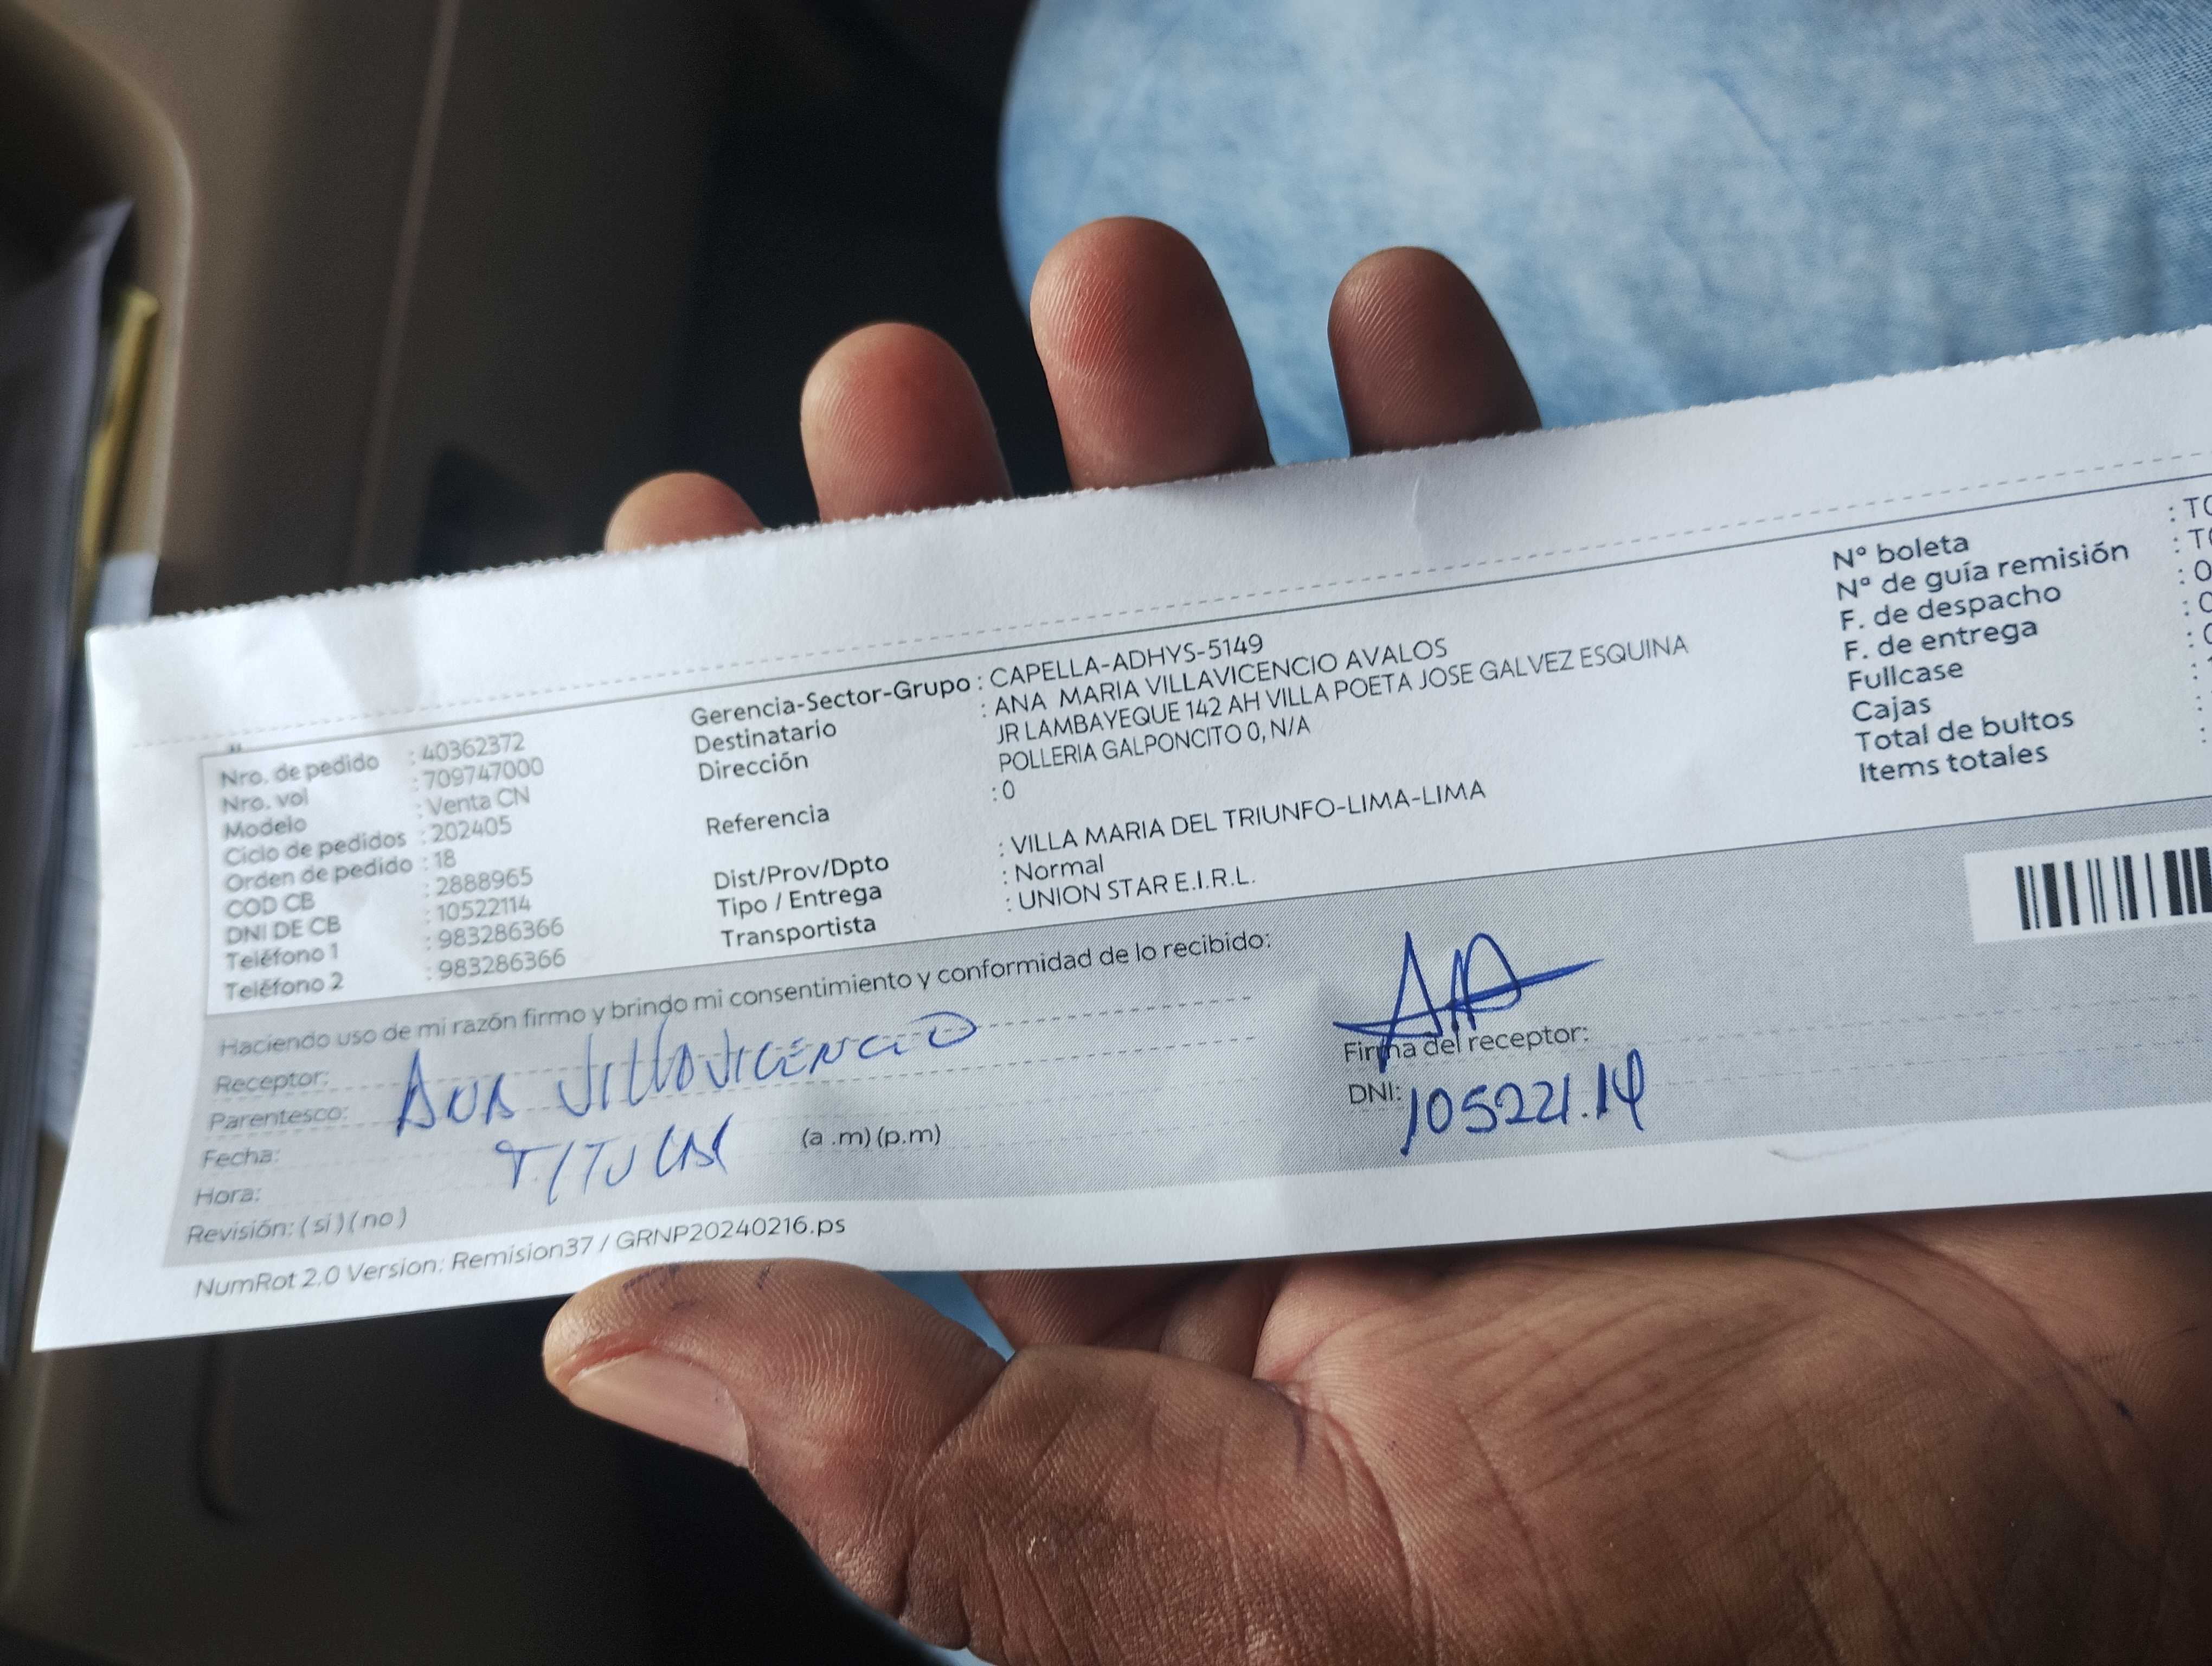 Nro. de pedido : 40362372
Nro. vol : 709747000
Modelo : Venta CN
Ciclo de pedidos : 202405
Orden de pedido : 18
COD CB : 2888965
DNI DE CB : 10522114
Teléfono 1 : 983286366
Teléfono 2 : 983286366
Gerencia-Sector-Grupo : CAPELLA-ADHYS-5149
Destinatario : ANA MARIA VILLAVICENCIO AVALOS
Dirección JR LAMBAYEQUE 142 AH VILLA POETA JOSE GALVEZ ESQUINA
POLLERIA GALPONCITO 0, N/A
Referencia : 0
Dist/Prov/Dpto : VILLA MARIA DEL TRIUNFO-LIMA-LIMA
Tipo / Entrega : Normal
Transportista : UNION STAR E.I.R.L.
N° boleta : T
N° de guía remisión : T
F. de despacho :
F. de entrega :
Fullcase :
Cajas :
Total de bultos :
Items totales :
Haciendo uso de mi razón firmo y brindo mi consentimiento y conformidad de lo recibido:
Receptor: ANA VILLAVICENCIO
Parentesco: TITULAR
Fecha:
Hora: (a .m) (p.m)
Revisión: ( si ) ( no )
Firma del receptor:
DNI: 105221.14
NumRot 2.0 Version: Remision37 / GRNP20240216.ps